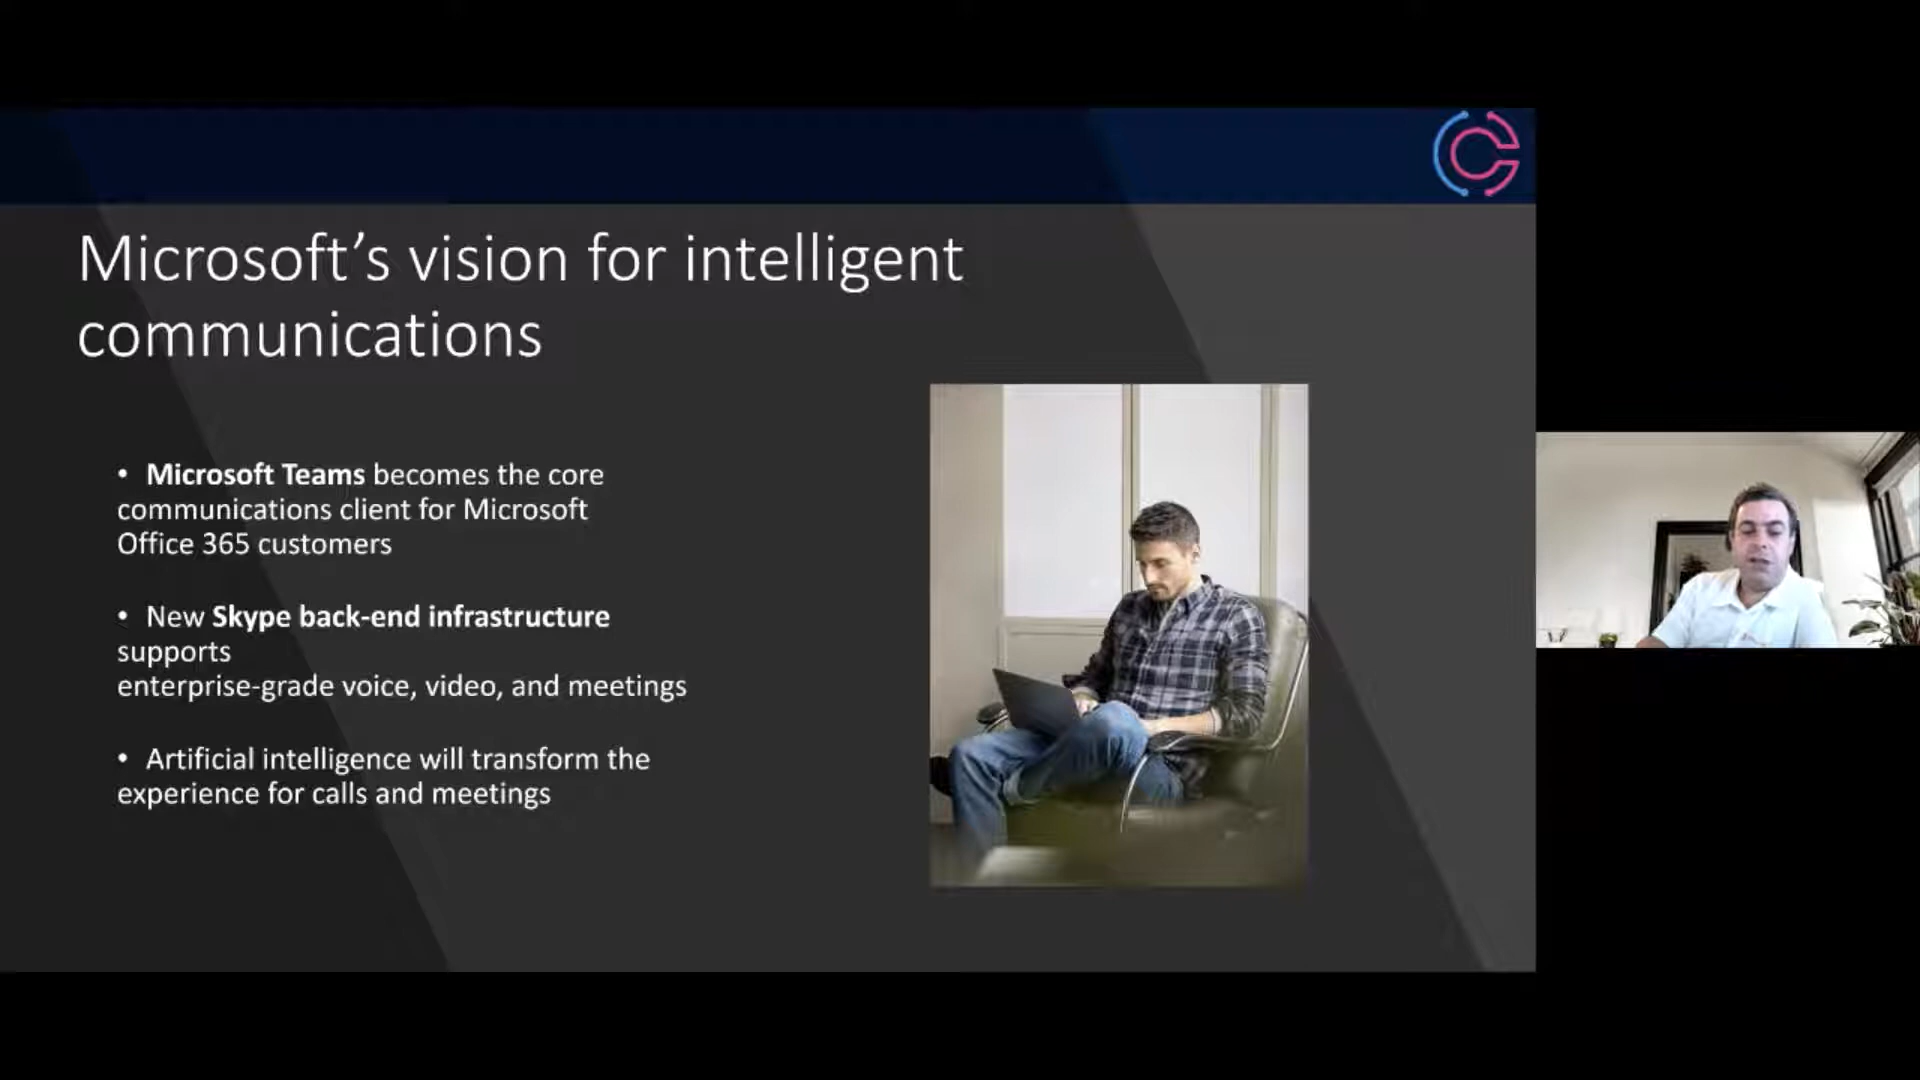 Microsoft’s vision for intelligent
communications
• Microsoft Teams becomes the core
communications client for Microsoft
Office 365 customers
• New Skype back-end infrastructure
supports
enterprise-grade voice, video, and meetings
• Artificial intelligence will transform the
experience for calls and meetings